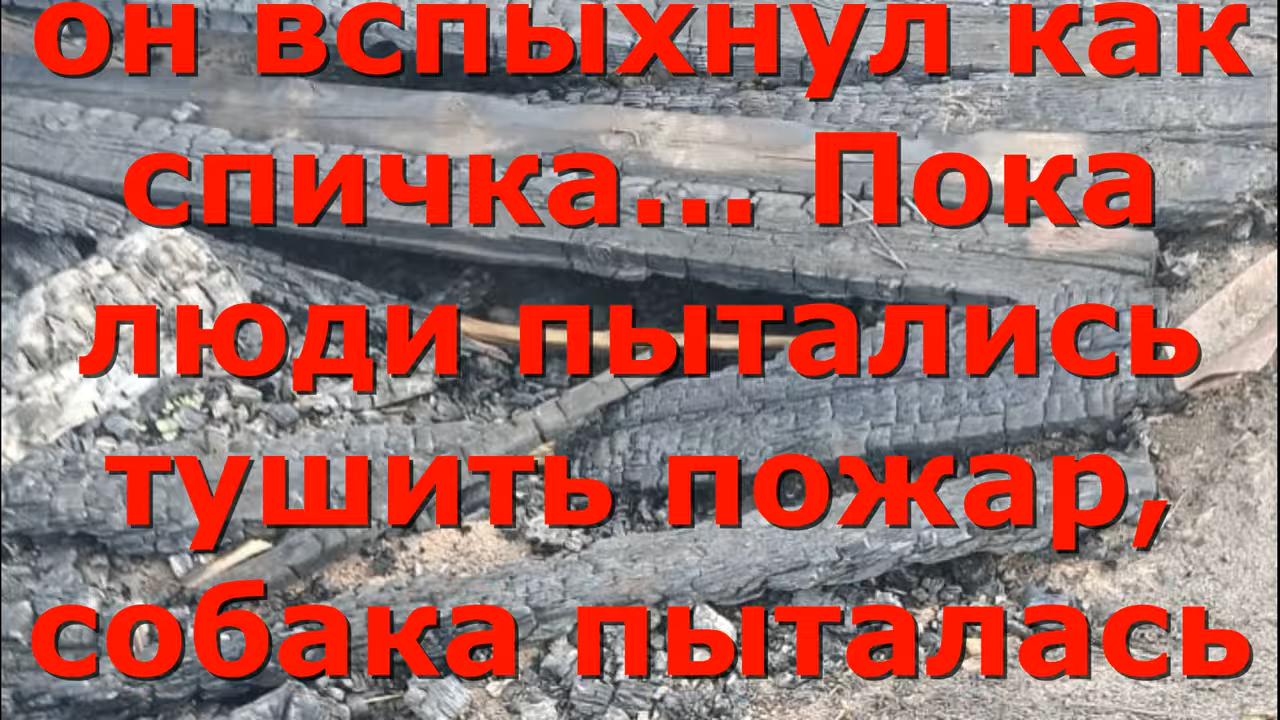 он вспыхнул как
спичка... Пока
люди пытались
тушить пожар,
собака пыталась